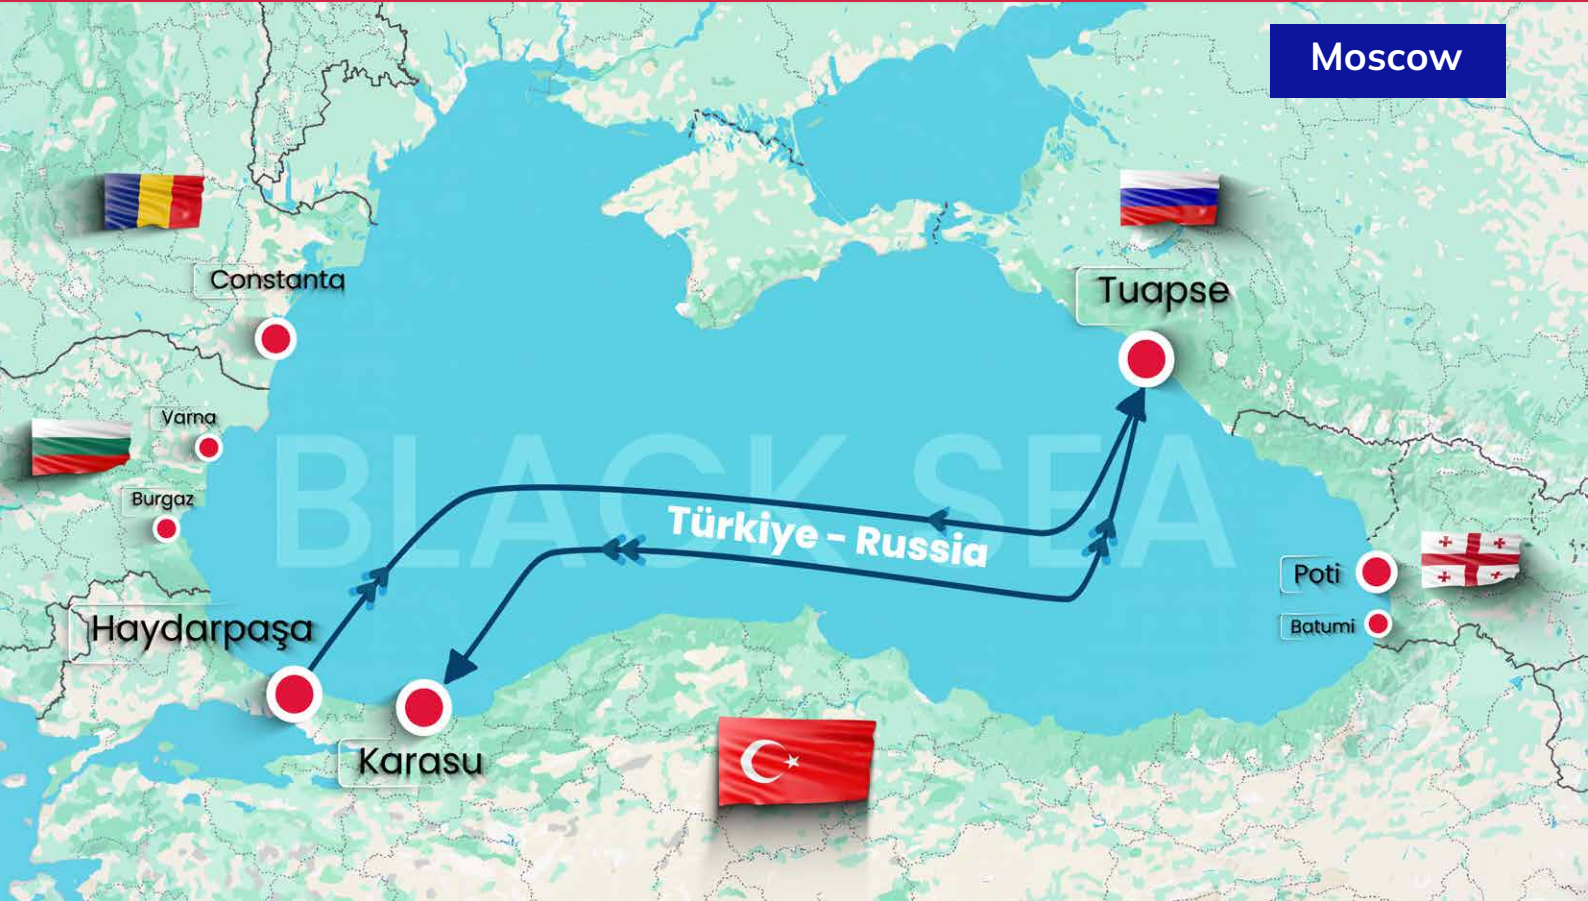 Moscow
Constanta
Tuapse
Varna
BLACK SEA
Burgaz
Türkiye - Russia
Poti
Haydarpaşa
Batumi
Karasu